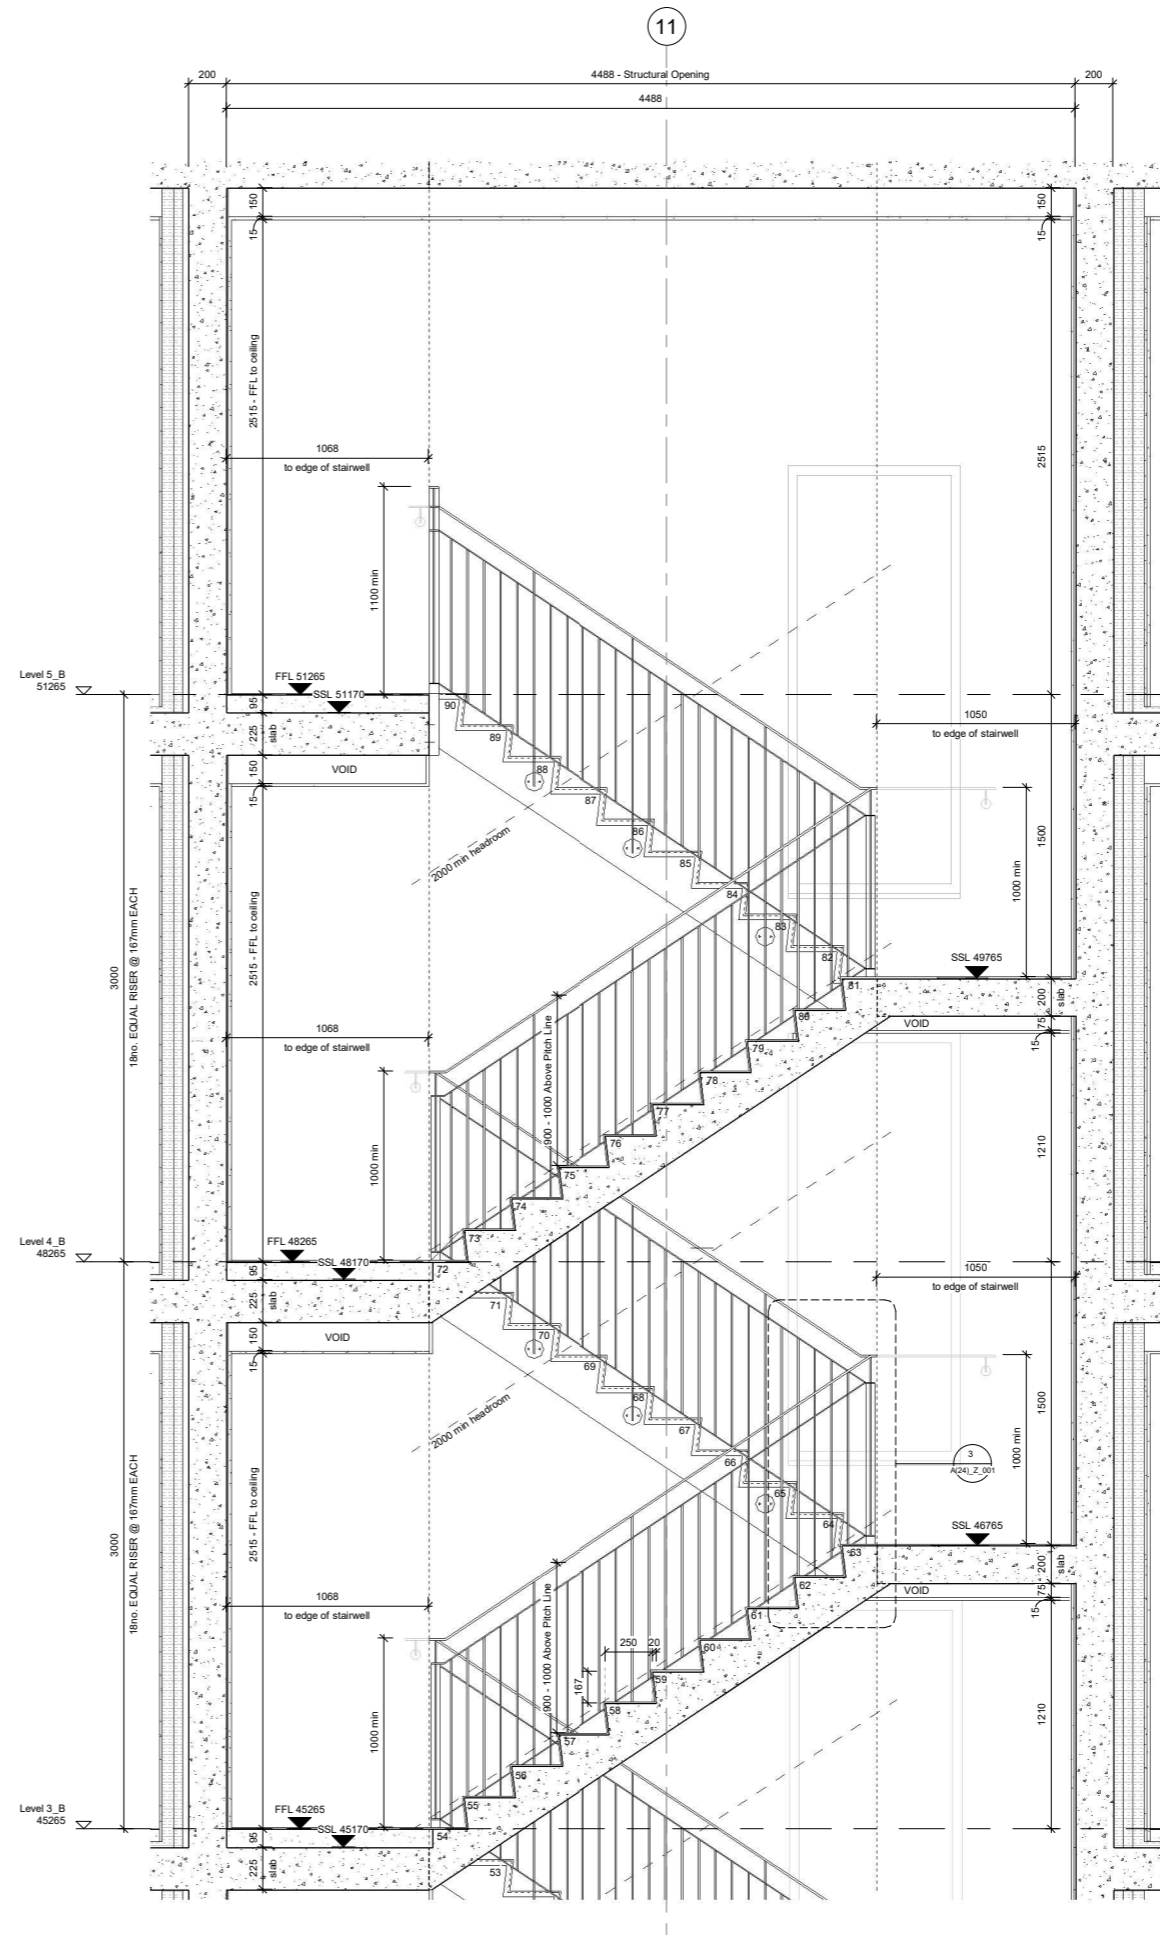 11
200
4488 - Structural Opening
200
4488
150
150
15
15
2515 - FFL to ceiling
2515
1068
to edge of stairwell
1100 min
Level 5_B
51265
FFL 51265
SSL 51170
95
225
slab
150
VOID
15
90
89
88
87
86
85
84
83
82
81
1050
to edge of stairwell
1500
1000 min
2000 min headroom
2515 - FFL to ceiling
3000
18no. EQUAL RISER @ 167mm EACH
SSL 49765
200
slab
75
VOID
15
80
79
78
77
76
75
74
73
72
900 - 1000 Above Pitch Line
1068
to edge of stairwell
1000 min
1210
Level 4_B
48265
FFL 48265
SSL 48170
95
225
slab
150
VOID
15
71
70
69
68
67
66
65
64
63
1050
to edge of stairwell
1500
1000 min
3
A(24)_Z_001
2000 min headroom
2515 - FFL to ceiling
3000
18no. EQUAL RISER @ 167mm EACH
SSL 46765
200
slab
75
VOID
15
62
61
60
59
58
57
56
55
54
250
20
167
900 - 1000 Above Pitch Line
1068
to edge of stairwell
1000 min
1210
Level 3_B
45265
FFL 45265
SSL 45170
95
225
slab
53